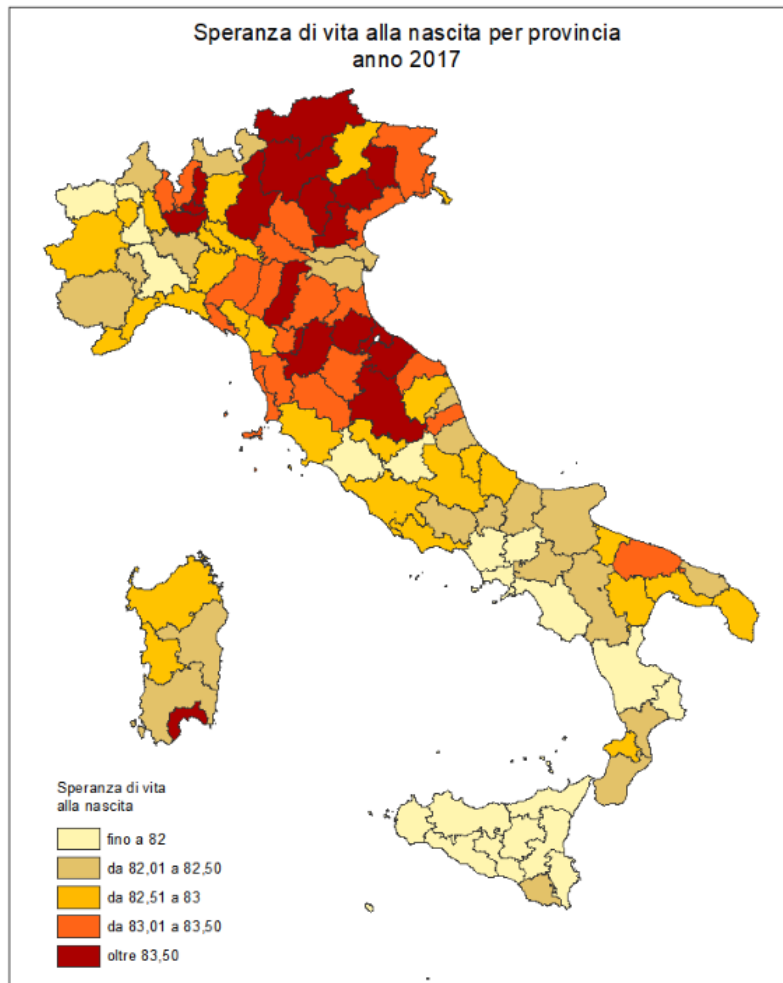 Speranza di vita alla nascita per provincia
anno 2017
Speranza di vita
alla nascita
fino a 82
da 82,01 a 82,50
da 82,51 a 83
da 83,01 a 83,50
oltre 83,50